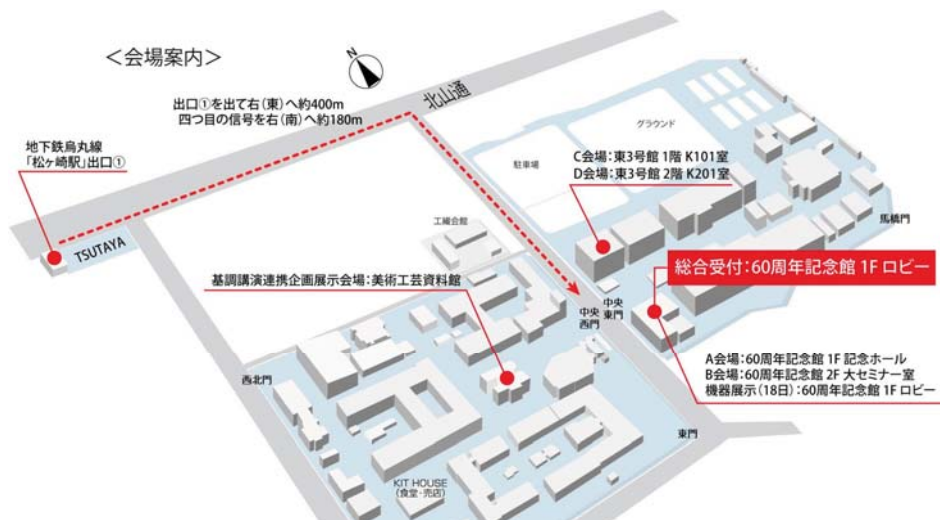 ＜会場案内＞
N
出口①を出て右(東)へ約400m
四つ目の信号を右(南)へ約180m
北山通
地下鉄烏丸線
「松ヶ崎駅」出口①
TSUTAYA
グラウンド
駐車場
C会場：東3号館 1階 K101室
D会場：東3号館 2階 K201室
馬橋門
工繊会館
総合受付：60周年記念館 1F ロビー
基調講演連携企画展示会場：美術工芸資料館
中央
西門
中央
東門
A会場：60周年記念館 1F 記念ホール
B会場：60周年記念館 2F 大セミナー室
機器展示(18日)：60周年記念館 1F ロビー
西北門
東門
KIT HOUSE
(食堂・売店)